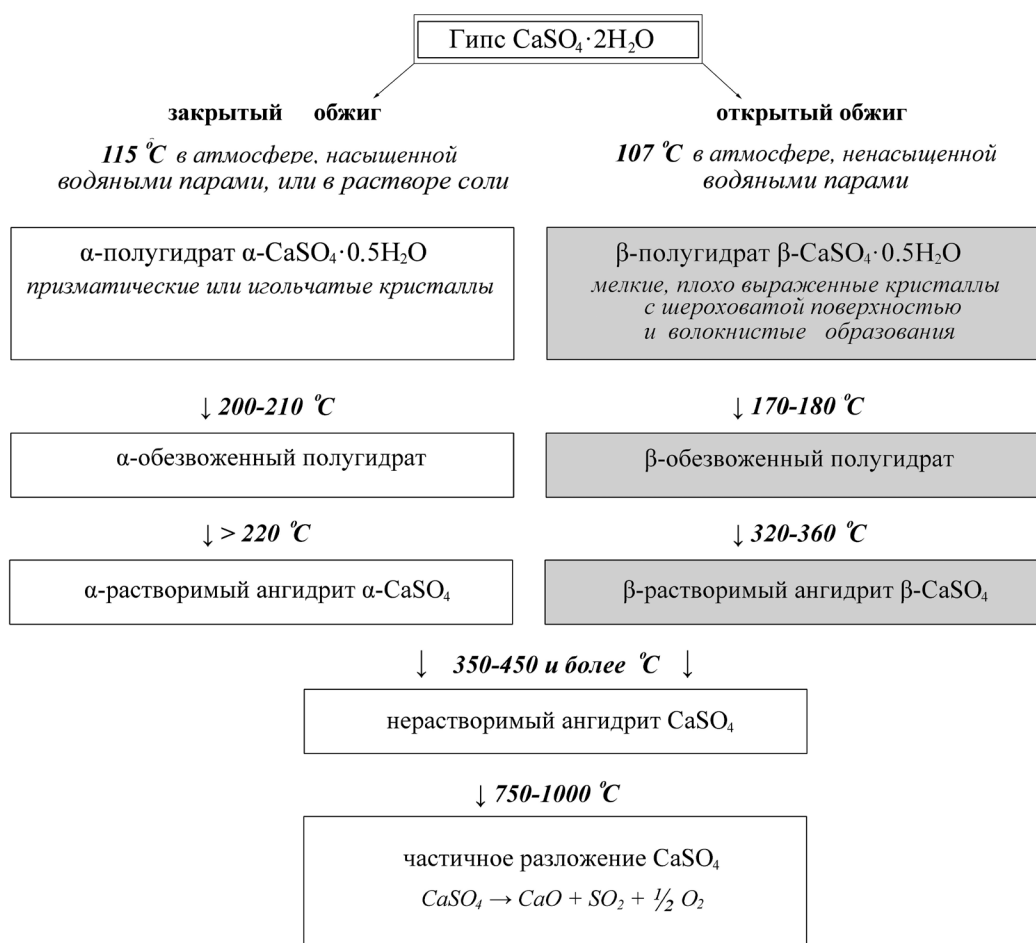 Гипс CaSO₄·2H₂O
закрытый обжиг
115 °C в атмосфере, насыщенной
водяными парами, или в растворе соли
открытый обжиг
107 °C в атмосфере, ненасыщенной
водяными парами
α-полугидрат α-CaSO₄·0.5H₂O
призматические или игольчатые кристаллы
β-полугидрат β-CaSO₄·0.5H₂O
мелкие, плохо выраженные кристаллы
с шероховатой поверхностью
и волокнистые образования
↓ 200-210 °C
↓ 170-180 °C
α-обезвоженный полугидрат
β-обезвоженный полугидрат
↓ > 220 °C
↓ 320-360 °C
α-растворимый ангидрит α-CaSO₄
β-растворимый ангидрит β-CaSO₄
↓ 350-450 и более °C ↓
нерастворимый ангидрит CaSO₄
↓ 750-1000 °C
частичное разложение CaSO₄
CaSO₄ → CaO + SO₂ + ½ O₂